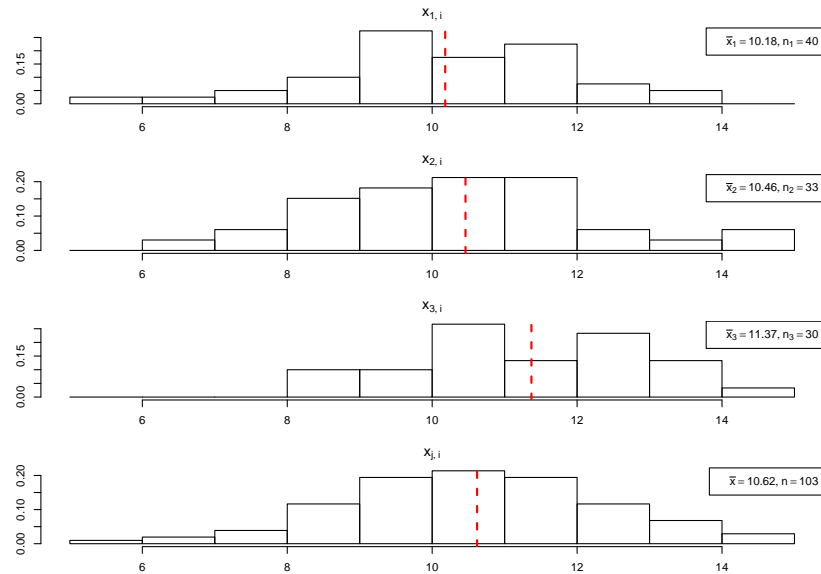 x1, i
x̄1 = 10.18, n1 = 40
0.00 0.15
6 8 10 12 14
x2, i
x̄2 = 10.46, n2 = 33
0.00 0.10 0.20
6 8 10 12 14
x3, i
x̄3 = 11.37, n3 = 30
0.00 0.15
6 8 10 12 14
xj, i
x̄ = 10.62, n = 103
0.00 0.10 0.20
6 8 10 12 14